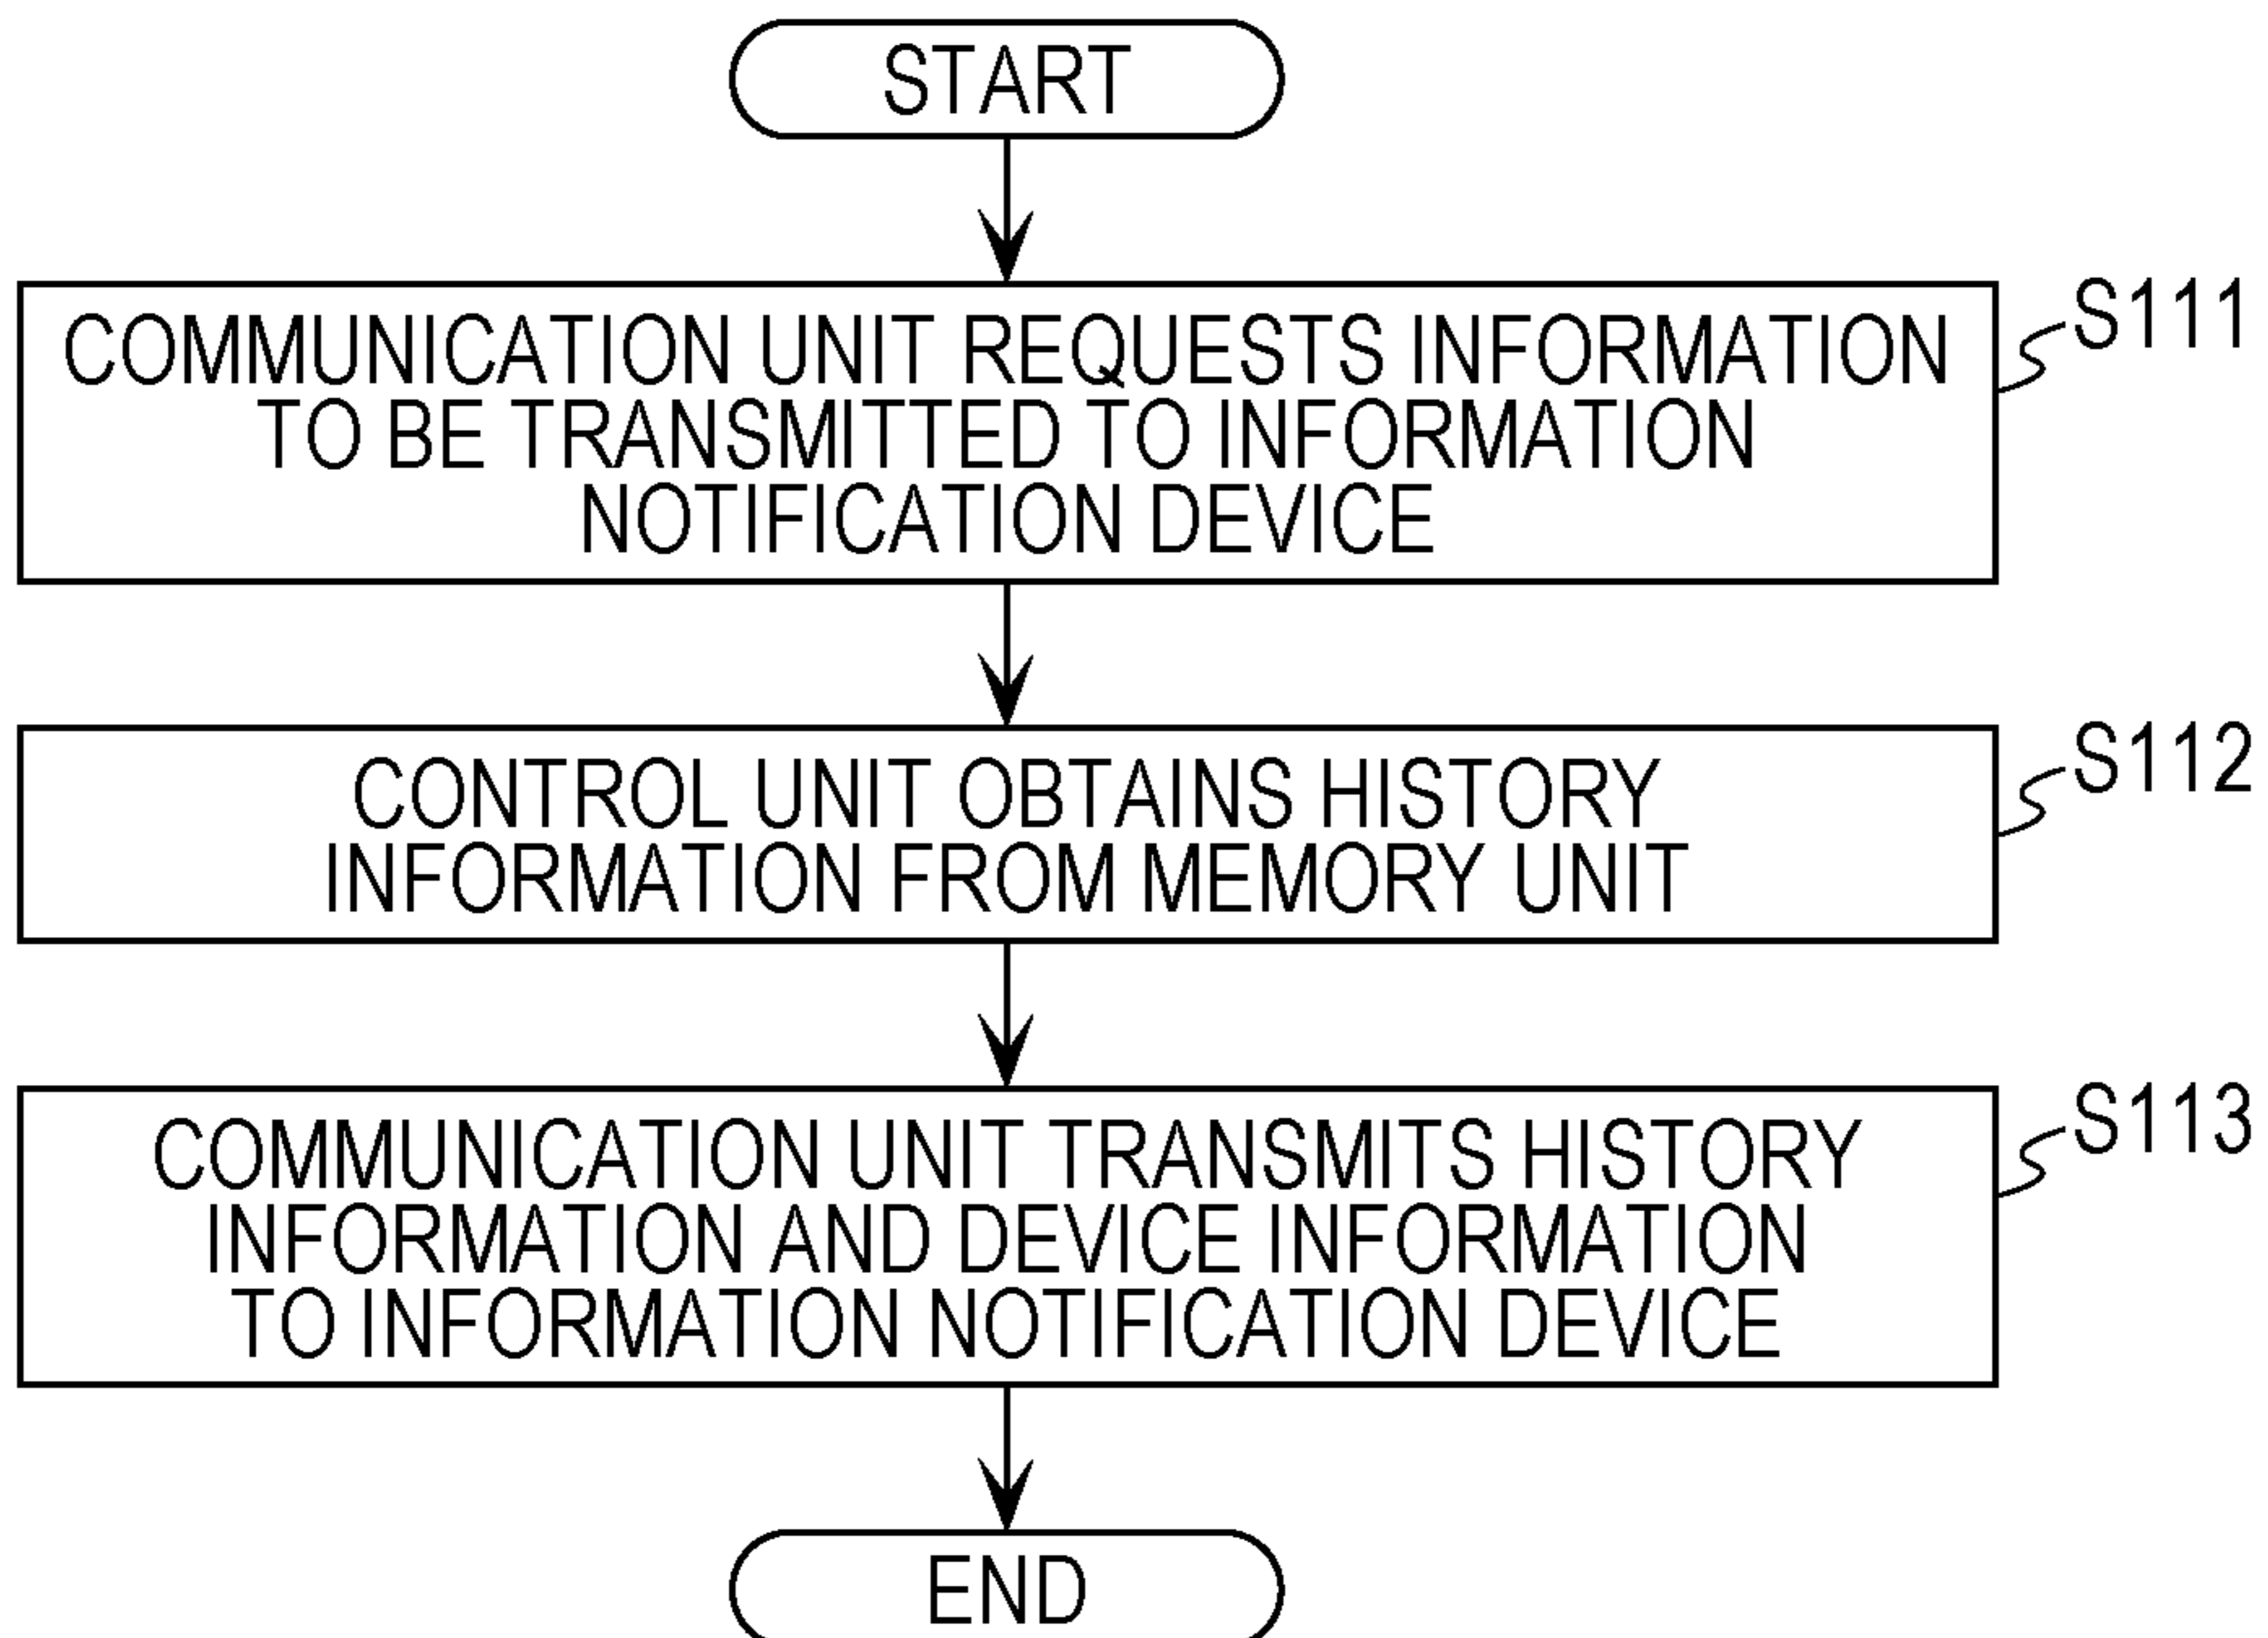 START
S111
COMMUNICATION UNIT REQUESTS INFORMATION
TO BE TRANSMITTED TO INFORMATION
NOTIFICATION DEVICE
S112
CONTROL UNIT OBTAINS HISTORY
INFORMATION FROM MEMORY UNIT
S113
COMMUNICATION UNIT TRANSMITS HISTORY
INFORMATION AND DEVICE INFORMATION
TO INFORMATION NOTIFICATION DEVICE
END